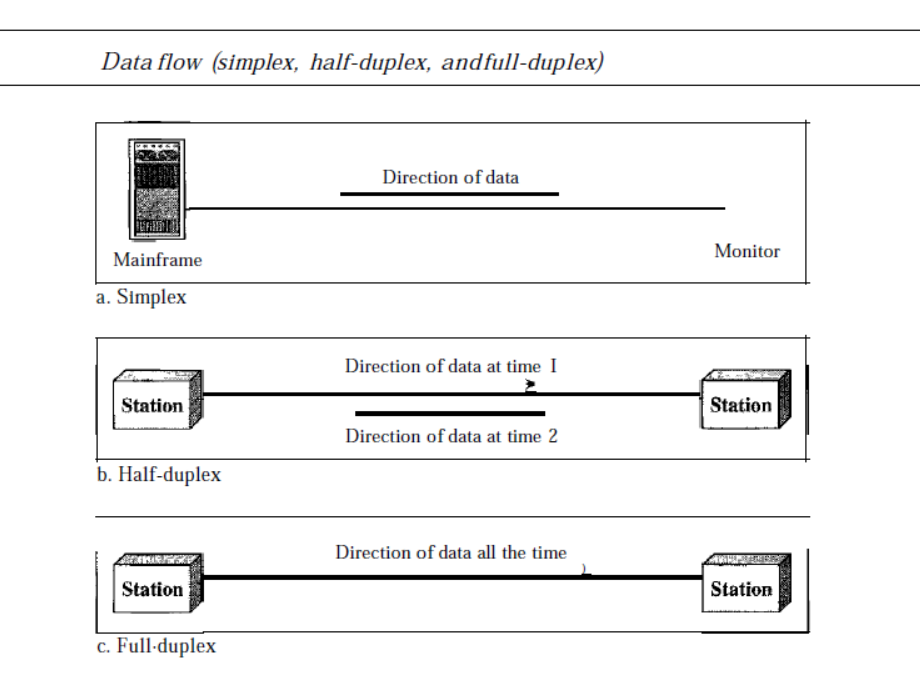 Data flow (simplex, half-duplex, andfull-duplex)
Direction of data
Mainframe
Monitor
a. Simplex
Direction of data at time I
Station
Station
Direction of data at time 2
b. Half-duplex
Direction of data all the time
Station
Station
c. Full·duplex